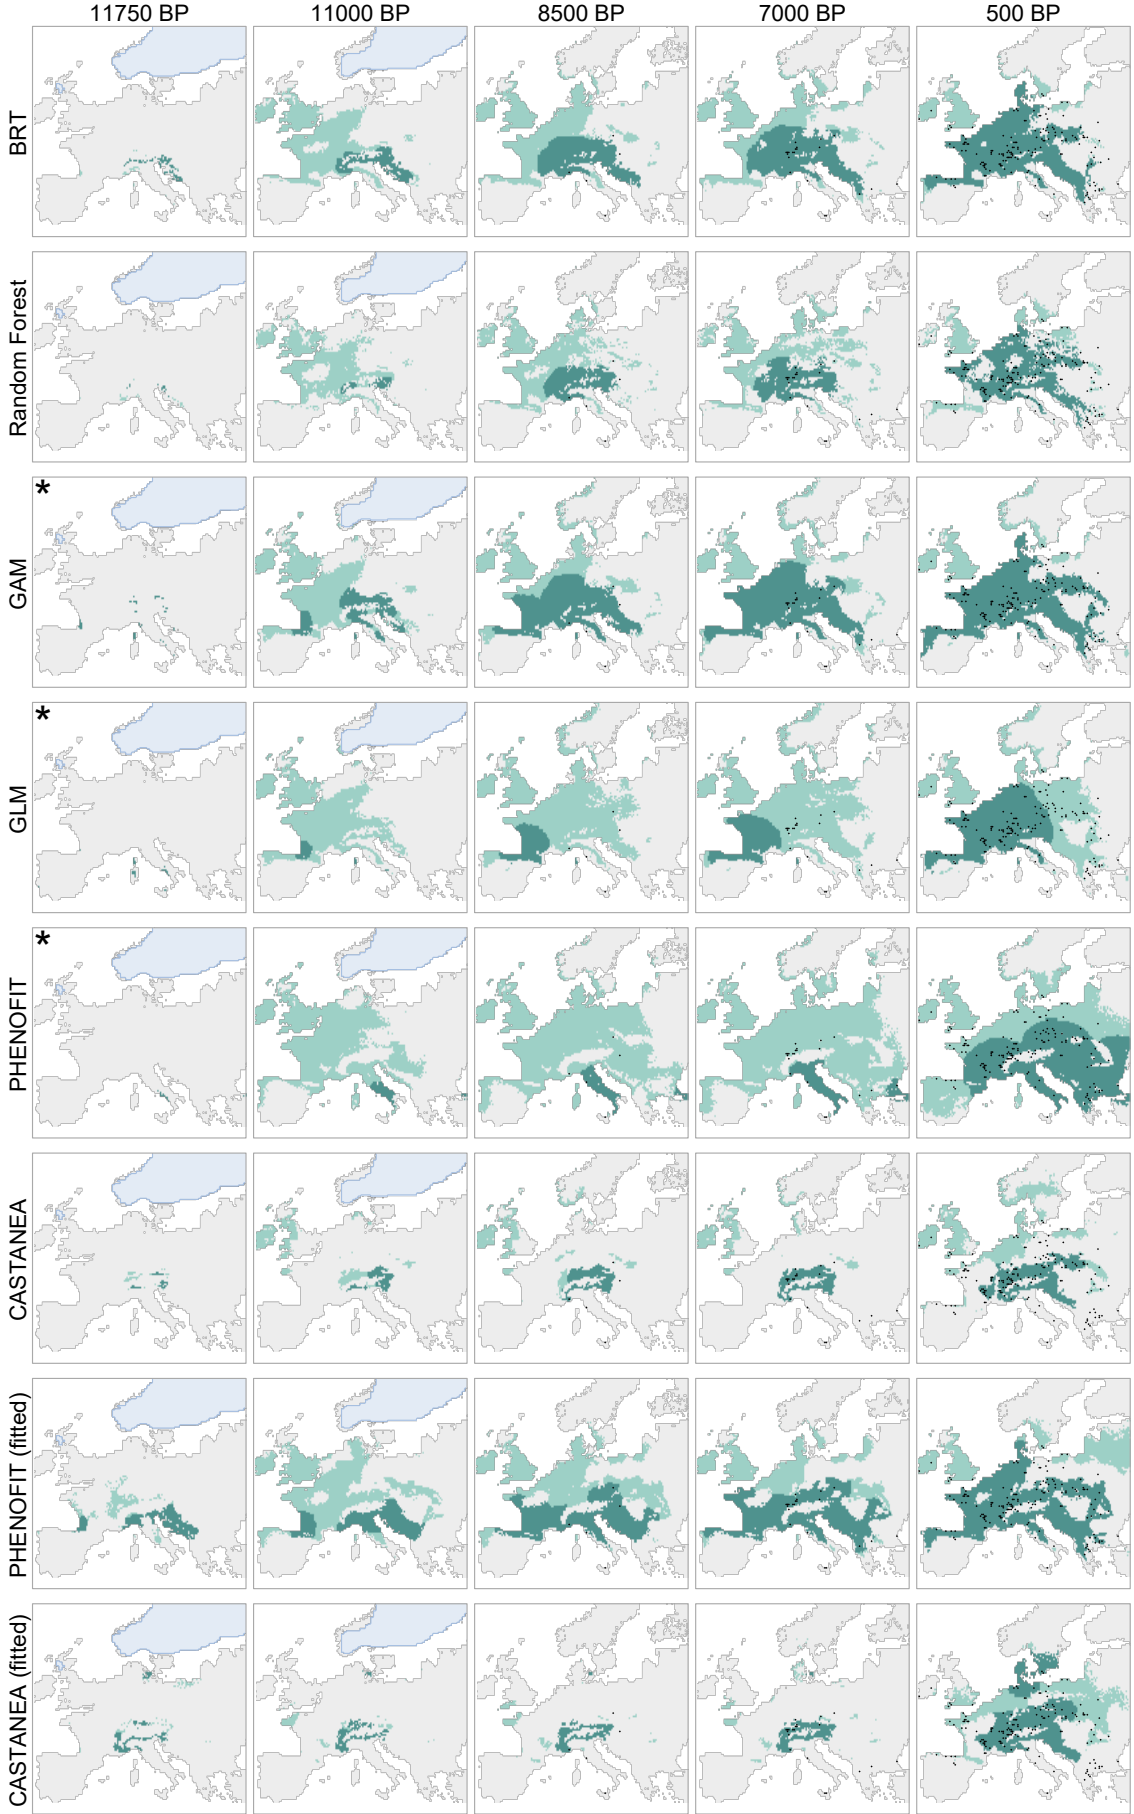 11750 BP 11000 BP 8500 BP 7000 BP 500 BP
BRT
Random Forest
*
GAM
*
GLM
*
PHENOFIT
CASTANEA
PHENOFIT (fitted)
CASTANEA (fitted)